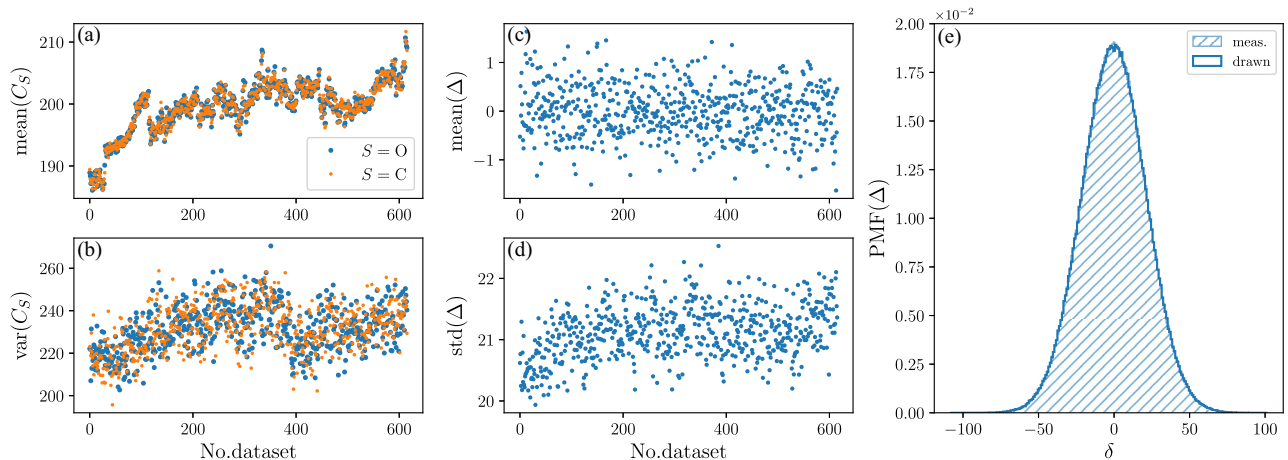 (a)
mean(C_S)
210
200
190
0
200
400
600
S = O
S = C
(b)
var(C_S)
260
240
220
200
0
200
400
600
No.dataset
(c)
mean(Δ)
1
0
−1
0
200
400
600
(d)
std(Δ)
22
21
20
0
200
400
600
No.dataset
×10⁻²
(e)
PMF(Δ)
2.00
1.75
1.50
1.25
1.00
0.75
0.50
0.25
0.00
−100
−50
0
50
100
δ
meas.
drawn